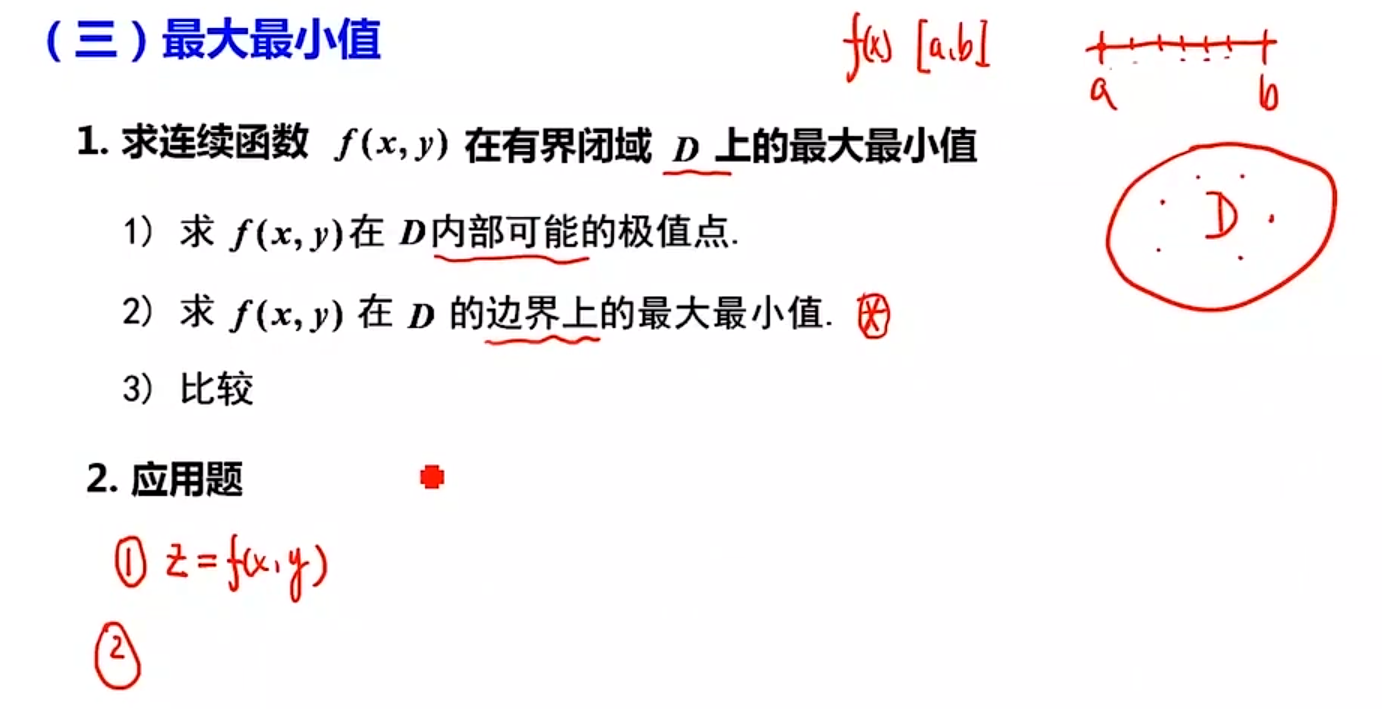 （三）最大最小值
f(x) [a,b]
a b
1. 求连续函数 f(x, y) 在有界闭域 D 上的最大最小值
D
1) 求 f(x, y)在 D内部可能的极值点.
2) 求 f(x, y) 在 D 的边界上的最大最小值. ※
3) 比较
2. 应用题
① z=f(x,y)
②